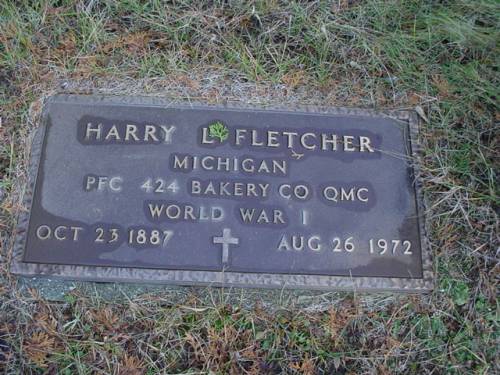 HARRY L FLETCHER
MICHIGAN
PFC 424 BAKERY CO QMC
WORLD WAR I
OCT 23 1887 AUG 26 1972